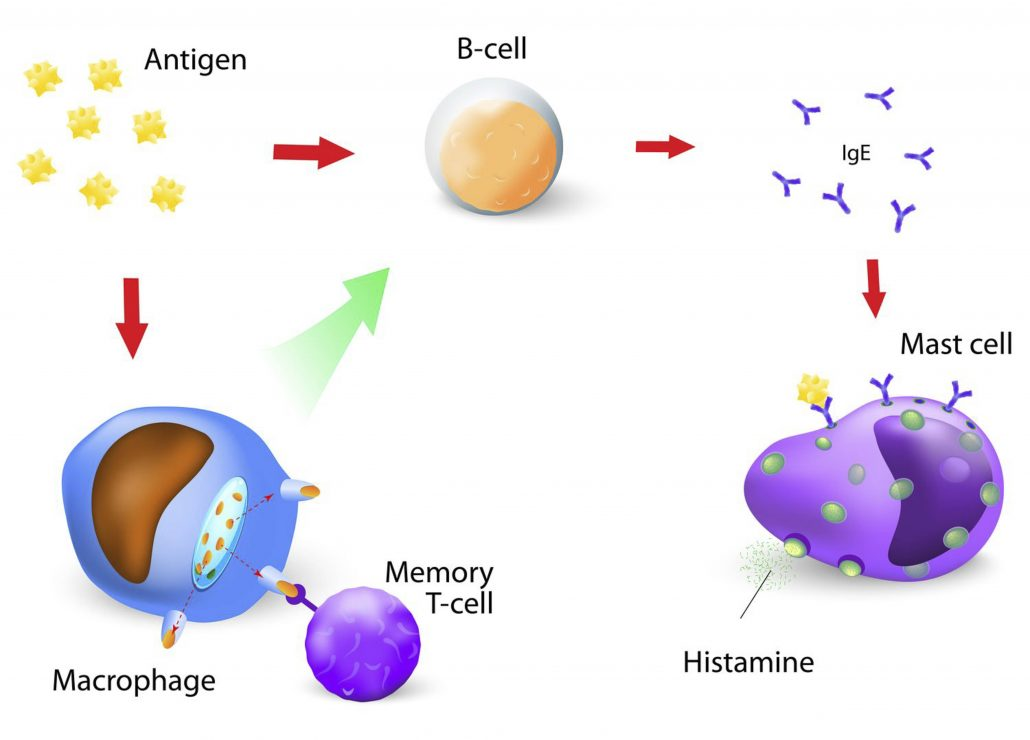 Antigen
B-cell
IgE
Mast cell
Memory
T-cell
Histamine
Macrophage